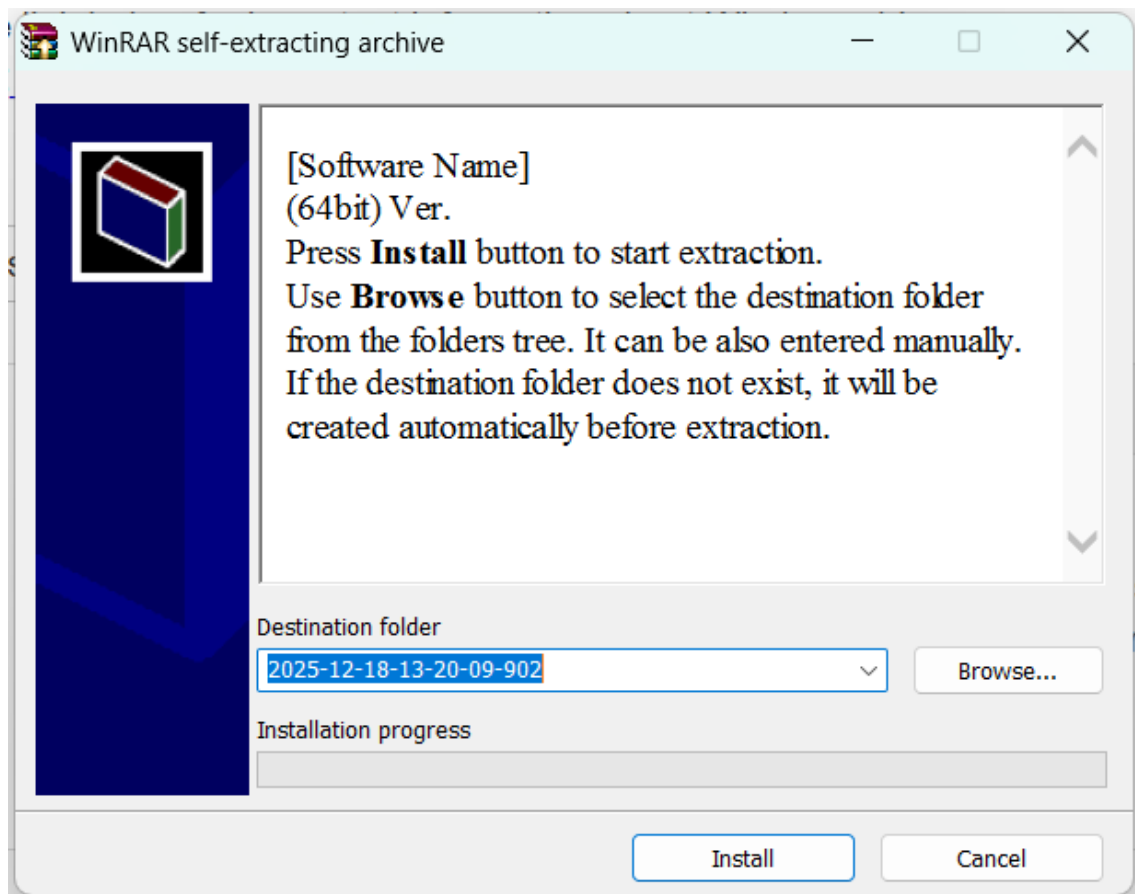 WinRAR self-extracting archive
[Software Name]
(64bit) Ver.
Press Install button to start extraction.
Use Browse button to select the destination folder
from the folders tree. It can be also entered manually.
If the destination folder does not exist, it will be
created automatically before extraction.
Destination folder
2025-12-18-13-20-09-902
Browse...
Installation progress
Install
Cancel